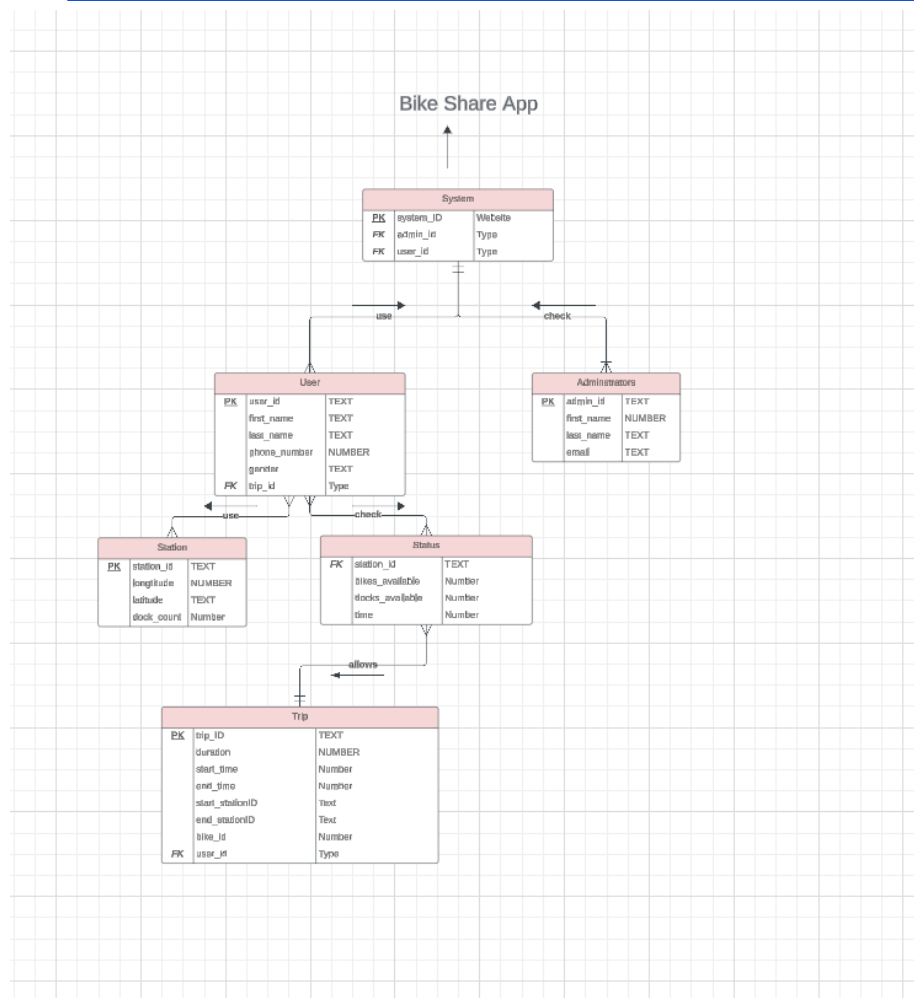 Bike Share App
System
PK system_ID Website
FK admin_id Type
FK user_id Type
use
check
User
PK user_id TEXT
first_name TEXT
last_name TEXT
phone_number NUMBER
gender TEXT
FK trip_id Type
Adminstrators
PK admin_id TEXT
first_name NUMBER
last_name TEXT
email TEXT
use
check
Station
PK station_id TEXT
longtitude NUMBER
latitude TEXT
dock_count Number
Status
FK station_id TEXT
bikes_available Number
docks_available Number
time Number
allows
Trip
PK trip_ID TEXT
duration NUMBER
start_time Number
end_time Number
start_stationID Text
end_stationID Text
bike_id Number
FK user_id Type